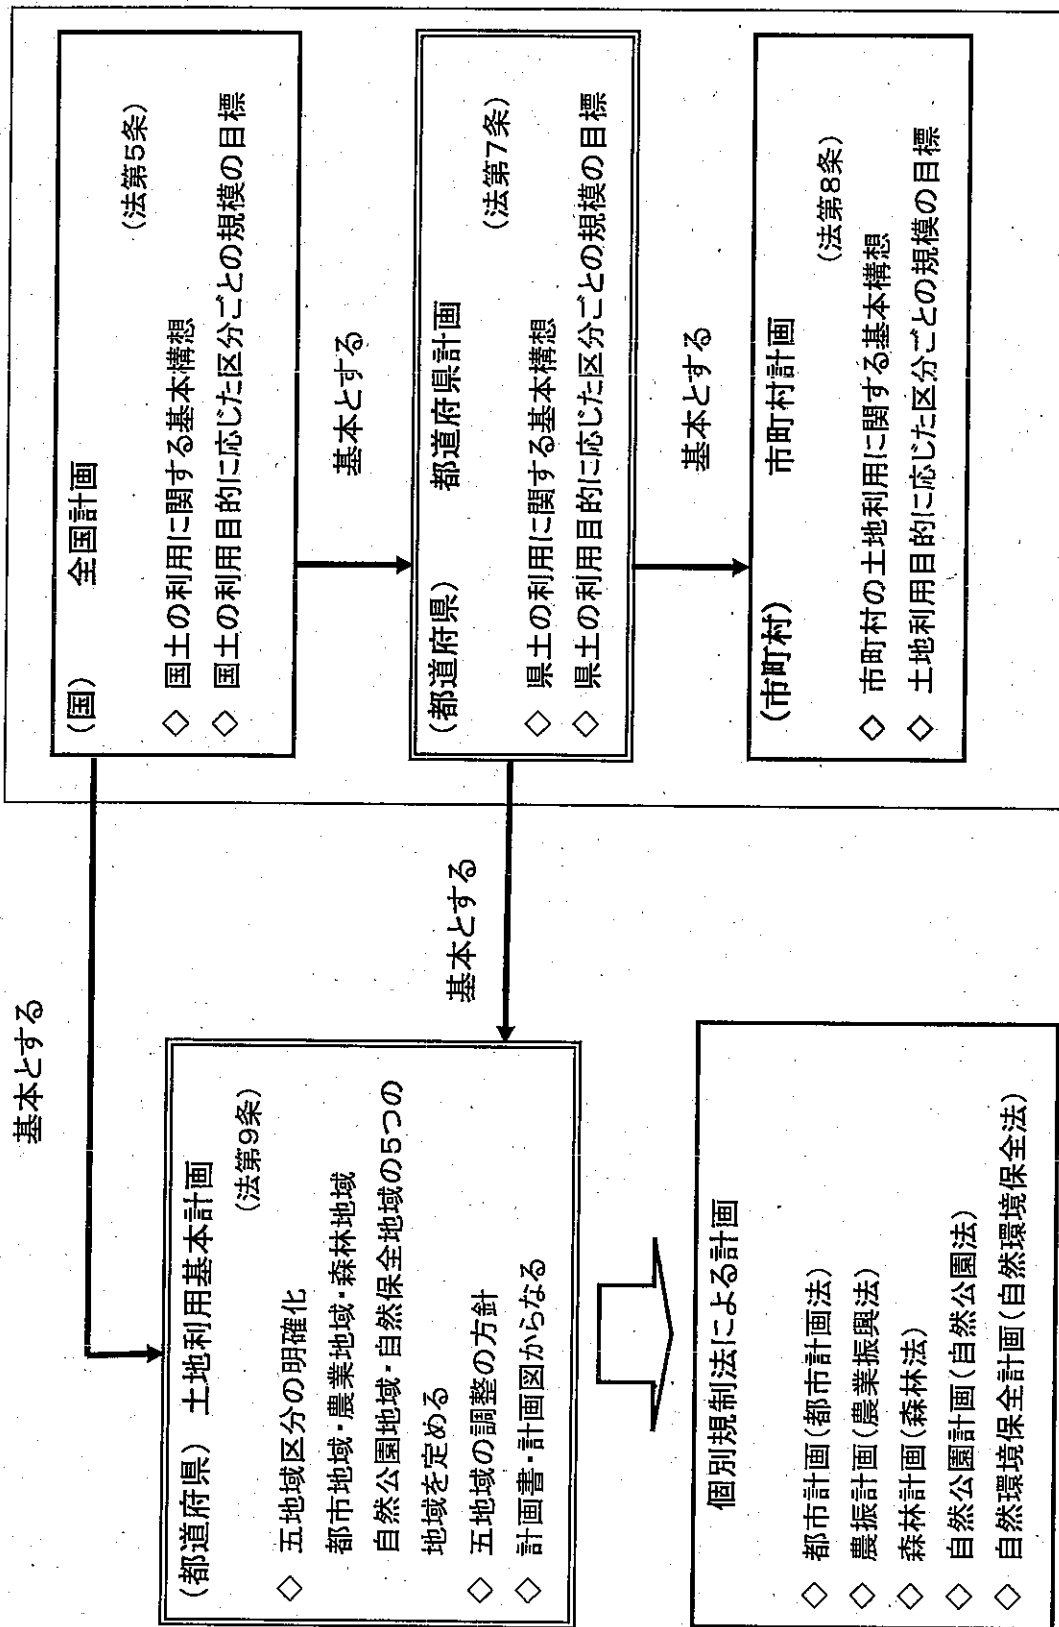 基本とする
(都道府県) 土地利用基本計画
(法第9条)
◇ 五地域区分の明確化
都市地域・農業地域・森林地域
自然公園地域・自然保全地域の5つの
地域を定める
◇ 五地域の調整の方針
◇ 計画書・計画図からなる
個別規制法による計画
◇ 都市計画(都市計画法)
◇ 農振計画(農業振興法)
◇ 森林計画(森林法)
◇ 自然公園計画(自然公園法)
◇ 自然環境保全計画(自然環境保全法)
基本とする
(国) 全国計画
(法第5条)
◇ 国土の利用に関する基本構想
◇ 国土の利用目的に応じた区分ごとの規模の目標
基本とする
(都道府県) 都道府県計画
(法第7条)
◇ 県土の利用に関する基本構想
◇ 県土の利用目的に応じた区分ごとの規模の目標
基本とする
(市町村) 市町村計画
(法第8条)
◇ 市町村の土地利用に関する基本構想
◇ 土地利用目的に応じた区分ごとの規模の目標